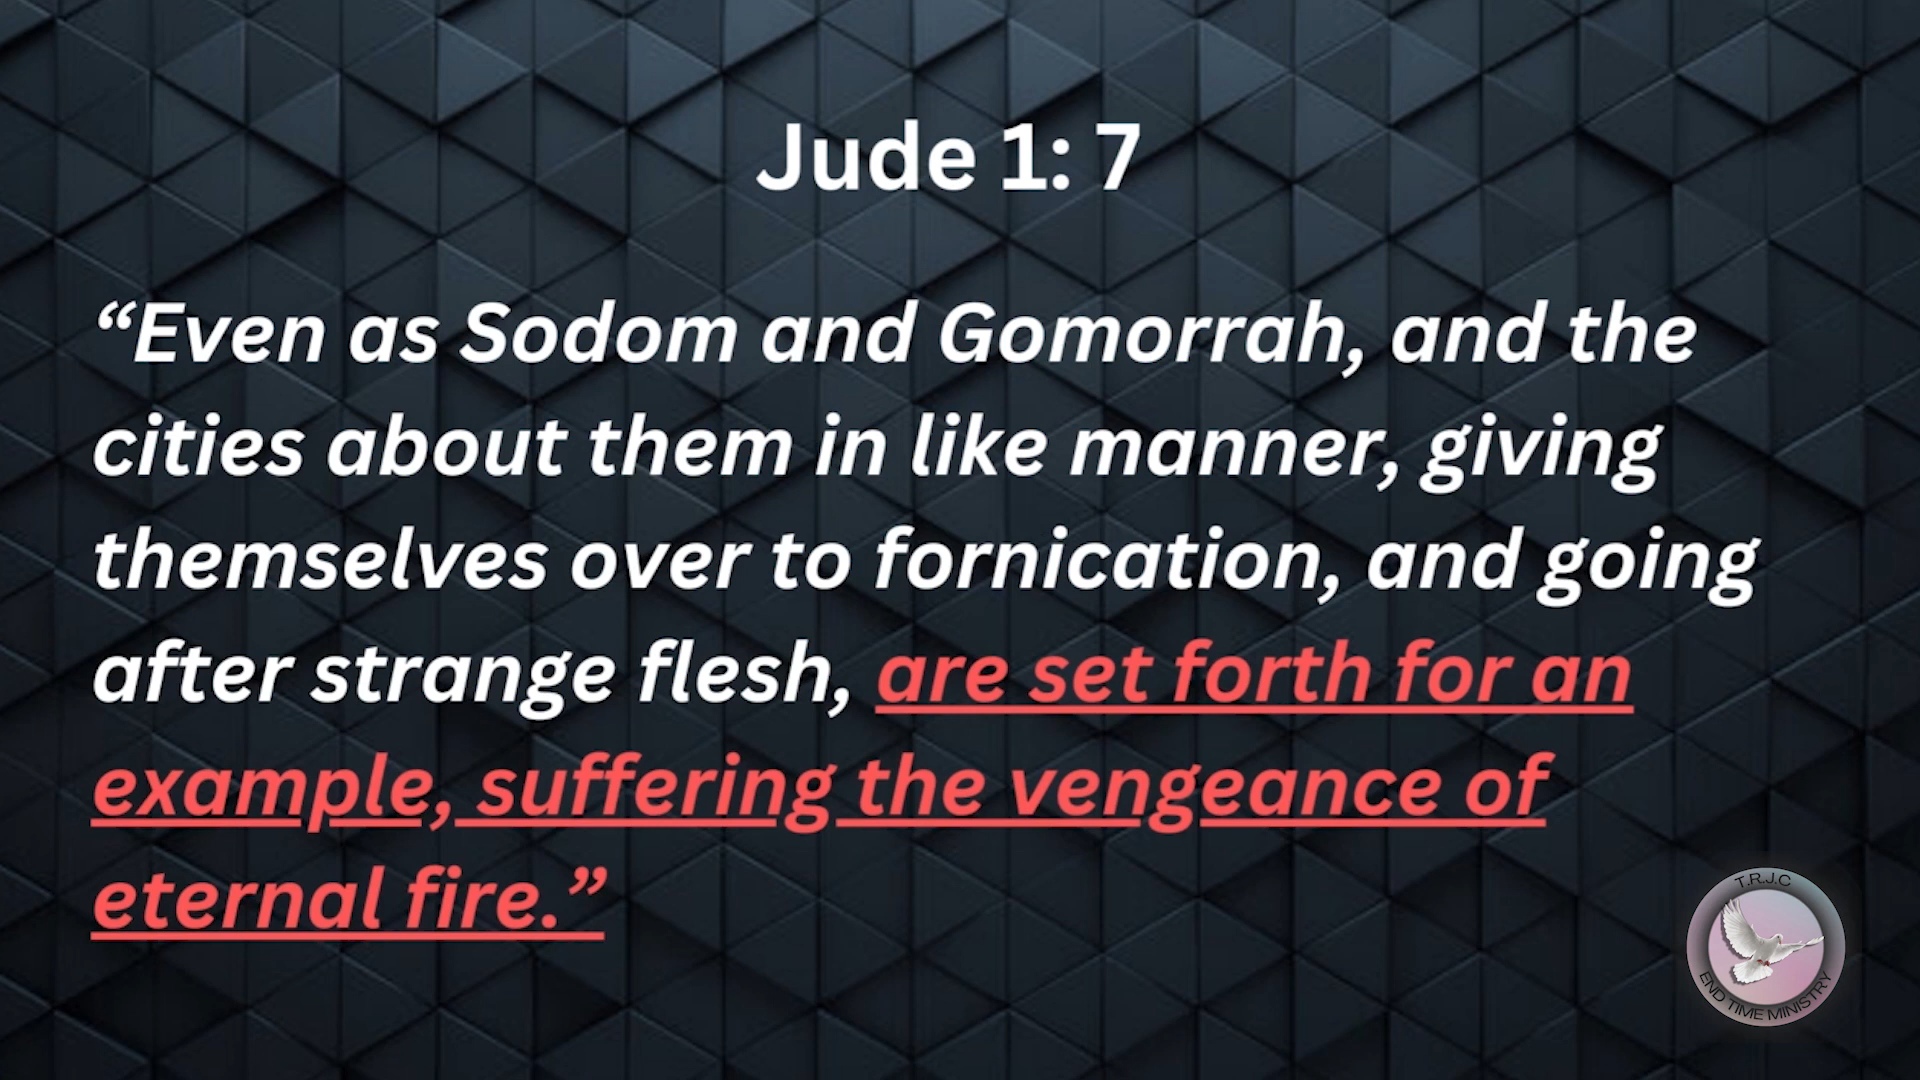 Jude 1: 7
“Even as Sodom and Gomorrah, and the
cities about them in like manner, giving
themselves over to fornication, and going
after strange flesh, are set forth for an
example, suffering the vengeance of
eternal fire.”
T.R.J.C
END TIME MINISTRY